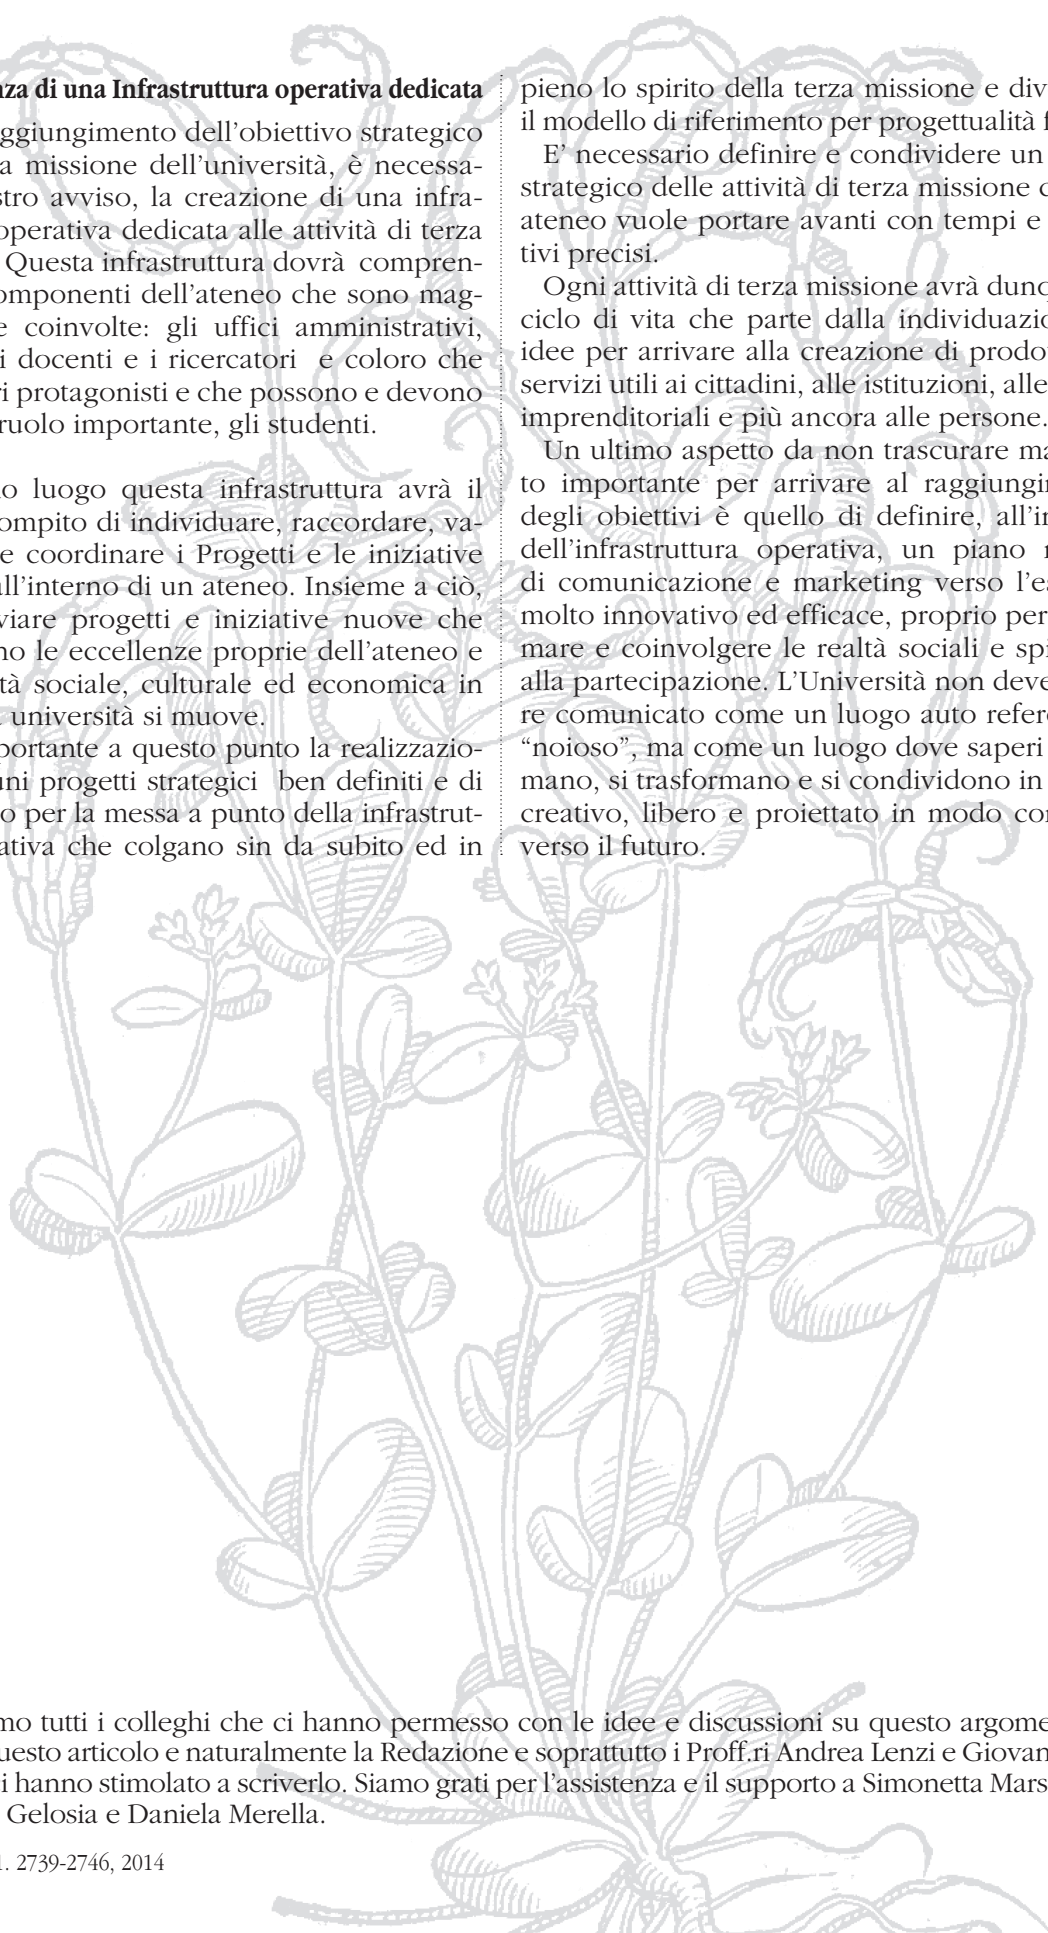 nza di una Infrastruttura operativa dedicata
aggiungimento dell’obiettivo strategico
a missione dell’università, è necessa-
stro avviso, la creazione di una infra-
operativa dedicata alle attività di terza
Questa infrastruttura dovrà compren-
omponenti dell’ateneo che sono mag-
e coinvolte: gli uffici amministrativi,
i docenti e i ricercatori e coloro che
ri protagonisti e che possono e devono
ruolo importante, gli studenti.
o luogo questa infrastruttura avrà il
ompito di individuare, raccordare, va-
e coordinare i Progetti e le iniziative
all’interno di un ateneo. Insieme a ciò,
viare progetti e iniziative nuove che
no le eccellenze proprie dell’ateneo e
tà sociale, culturale ed economica in
università si muove.
portante a questo punto la realizzazio-
uni progetti strategici ben definiti e di
o per la messa a punto della infrastrut-
ativa che colgano sin da subito ed in
pieno lo spirito della terza missione e div
il modello di riferimento per progettualità f
E’ necessario definire e condividere un
strategico delle attività di terza missione c
ateneo vuole portare avanti con tempi e
tivi precisi.
Ogni attività di terza missione avrà dunq
ciclo di vita che parte dalla individuazio
idee per arrivare alla creazione di prodo
servizi utili ai cittadini, alle istituzioni, alle
imprenditoriali e più ancora alle persone.
Un ultimo aspetto da non trascurare ma
to importante per arrivare al raggiungi
degli obiettivi è quello di definire, all’in
dell’infrastruttura operativa, un piano
di comunicazione e marketing verso l’es
molto innovativo ed efficace, proprio per
mare e coinvolgere le realtà sociali e spi
alla partecipazione. L’Università non deve
re comunicato come un luogo auto refere
“noioso”, ma come un luogo dove saperi
mano, si trasformano e si condividono in
creativo, libero e proiettato in modo con
verso il futuro.
mo tutti i colleghi che ci hanno permesso con le idee e discussioni su questo argome
uesto articolo e naturalmente la Redazione e soprattutto i Proff.ri Andrea Lenzi e Giovan
ci hanno stimolato a scriverlo. Siamo grati per l’assistenza e il supporto a Simonetta Mars
Gelosia e Daniela Merella.
1. 2739-2746, 2014